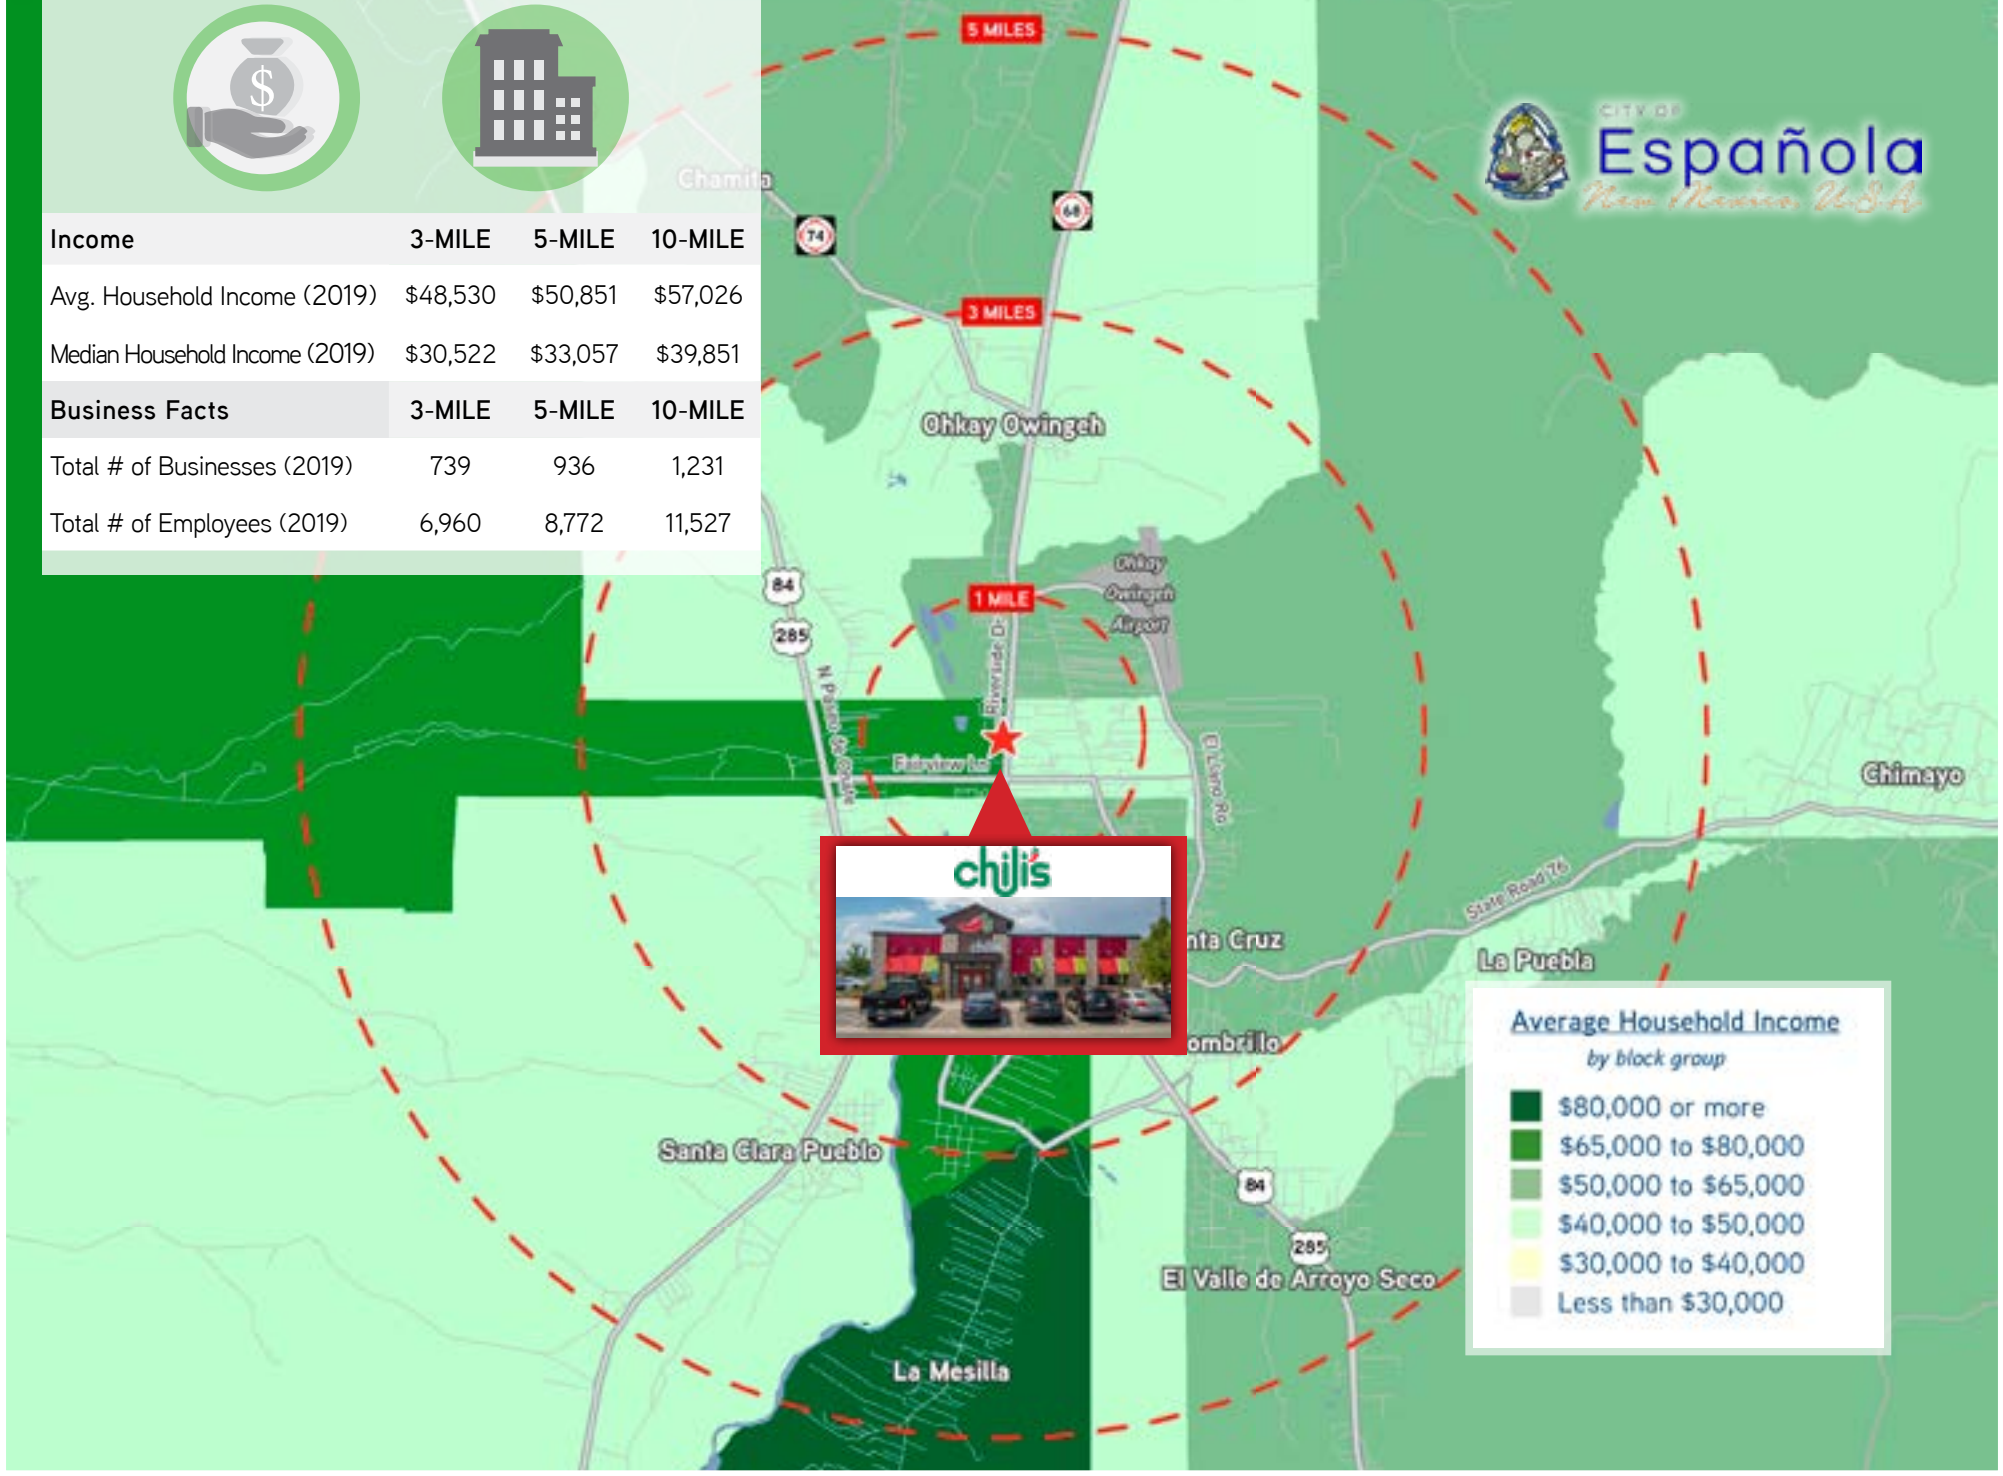 $
Income 3-MILE 5-MILE 10-MILE
Avg. Household Income (2019) $48,530 $50,851 $57,026
Median Household Income (2019) $30,522 $33,057 $39,851
Business Facts 3-MILE 5-MILE 10-MILE
Total # of Businesses (2019) 739 936 1,231
Total # of Employees (2019) 6,960 8,772 11,527
5 MILES
CITY OF
Española
New Mexico, U.S.A.
Chamita
74
68
3 MILES
Ohkay Owingeh
84
285
1 MILE
Ohkay
Owingeh
Airport
Riverside D
N Paseo de Oñate
Fairview Ln
El Llano Rd
Chimayo
State Road 76
chili's
nta Cruz
La Puebla
ombrillo
Santa Clara Pueblo
84
285
El Valle de Arroyo Seco
La Mesilla
Average Household Income
by block group
$80,000 or more
$65,000 to $80,000
$50,000 to $65,000
$40,000 to $50,000
$30,000 to $40,000
Less than $30,000